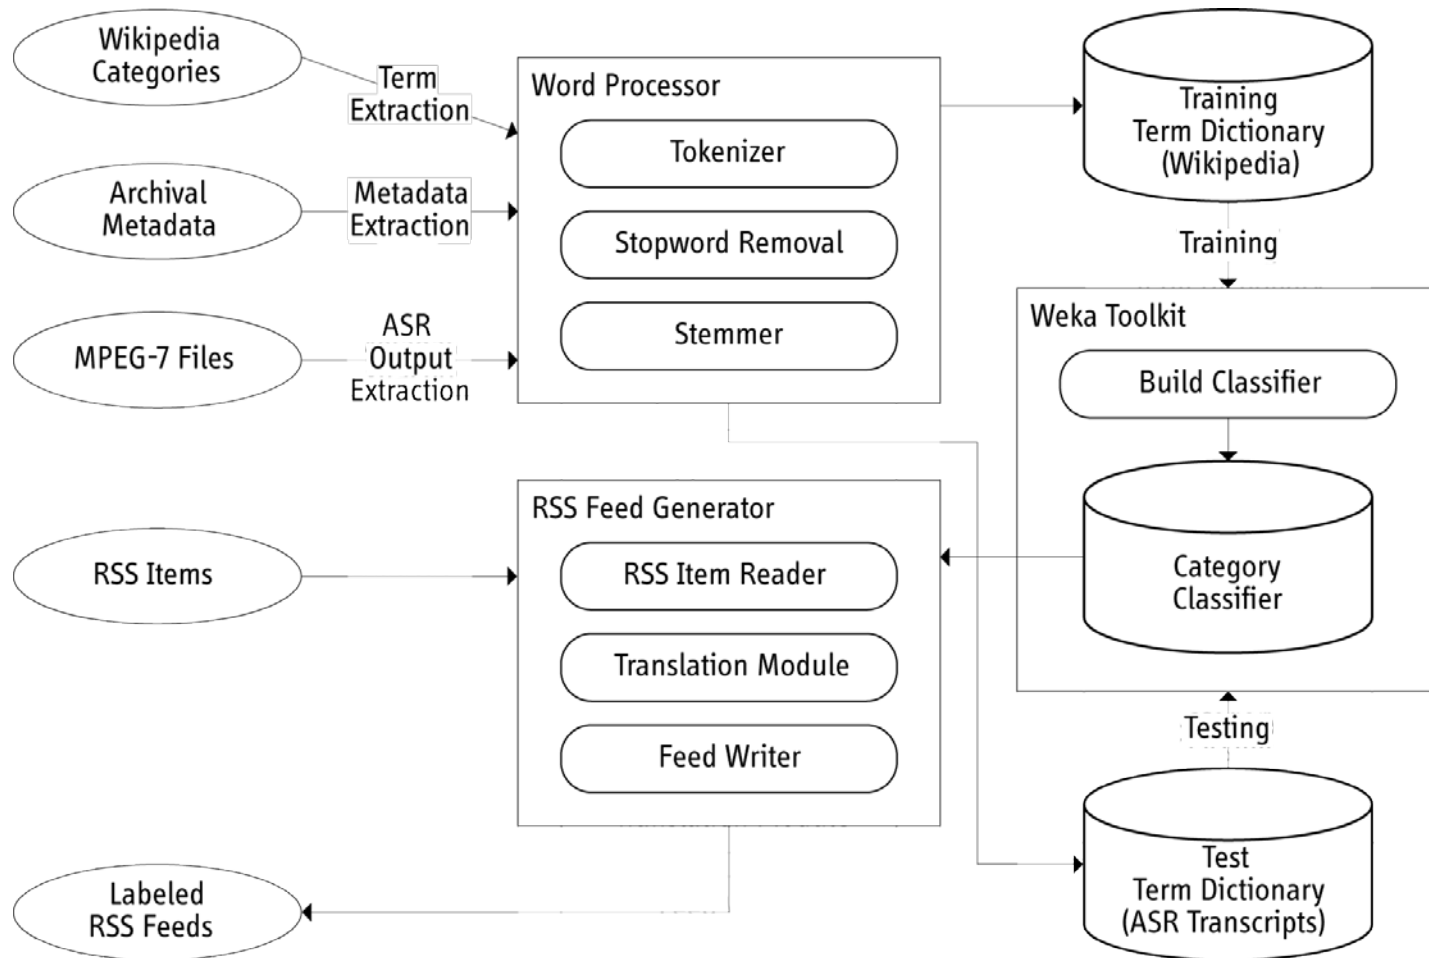 Wikipedia
Categories
Term
Extraction
Word Processor
Tokenizer
Stopword Removal
Stemmer
Training
Term Dictionary
(Wikipedia)
Archival
Metadata
Metadata
Extraction
Training
MPEG-7 Files
ASR
Output
Extraction
Weka Toolkit
Build Classifier
Category
Classifier
RSS Items
RSS Feed Generator
RSS Item Reader
Translation Module
Feed Writer
Testing
Test
Term Dictionary
(ASR Transcripts)
Labeled
RSS Feeds